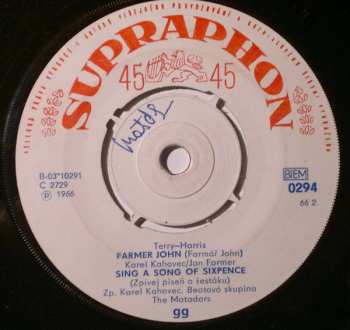 SUPRAPHON
45 45
Matad.
B-03*10291
C 2729
℗ 1966
BIEM
0294
66 2
Terry-Harris
FARMER JOHN (Farmář John)
Karel Kahovec/Jan Farmer
SING A SONG OF SIXPENCE
(Zpívej píseň o šestáku)
Zp. Karel Kahovec. Beatová skupina
The Matadors
gg